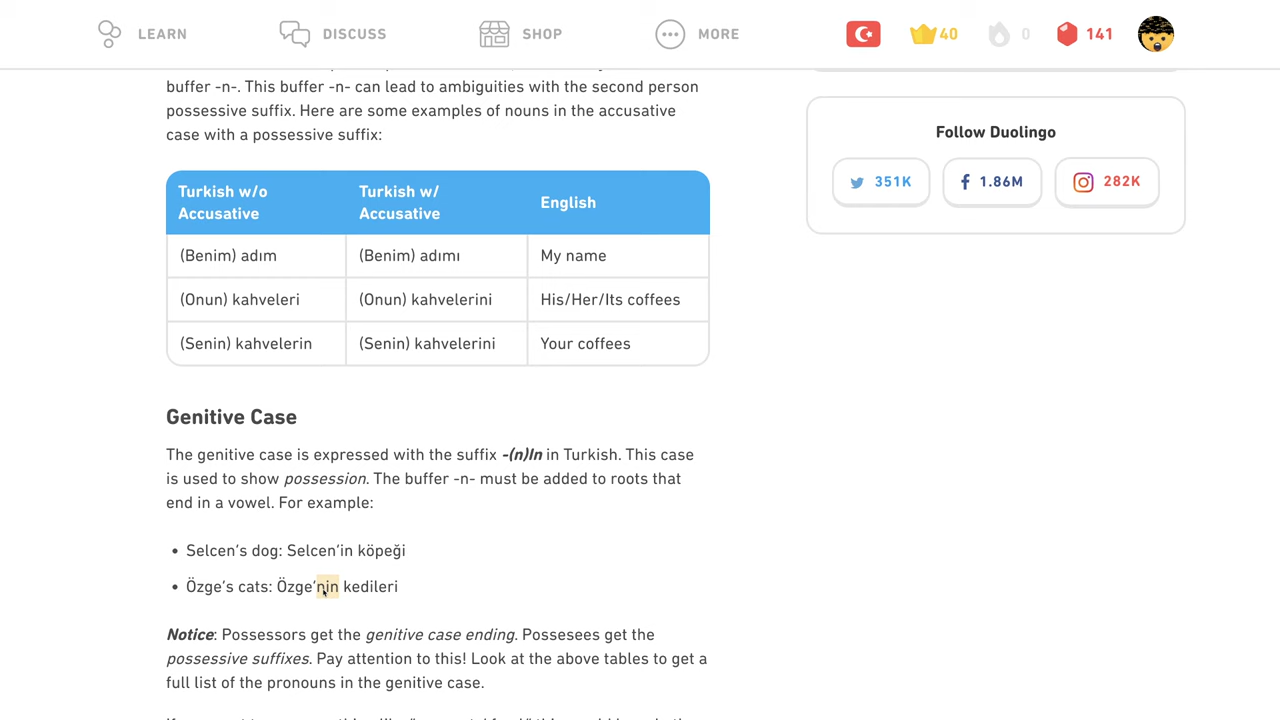 LEARN
DISCUSS
SHOP
MORE
40
0
141
buffer -n-. This buffer -n- can lead to ambiguities with the second person
possessive suffix. Here are some examples of nouns in the accusative
case with a possessive suffix:
Turkish w/o
Accusative
Turkish w/
Accusative
English
(Benim) adım
(Benim) adımı
My name
(Onun) kahveleri
(Onun) kahvelerini
His/Her/Its coffees
(Senin) kahvelerin
(Senin) kahvelerini
Your coffees
Genitive Case
The genitive case is expressed with the suffix -(n)In in Turkish. This case
is used to show possession. The buffer -n- must be added to roots that
end in a vowel. For example:
• Selcen's dog: Selcen'in köpeği
• Özge's cats: Özge'nin kedileri
Notice: Possessors get the genitive case ending. Possesees get the
possessive suffixes. Pay attention to this! Look at the above tables to get a
full list of the pronouns in the genitive case.
Follow Duolingo
351K
1.86M
282K